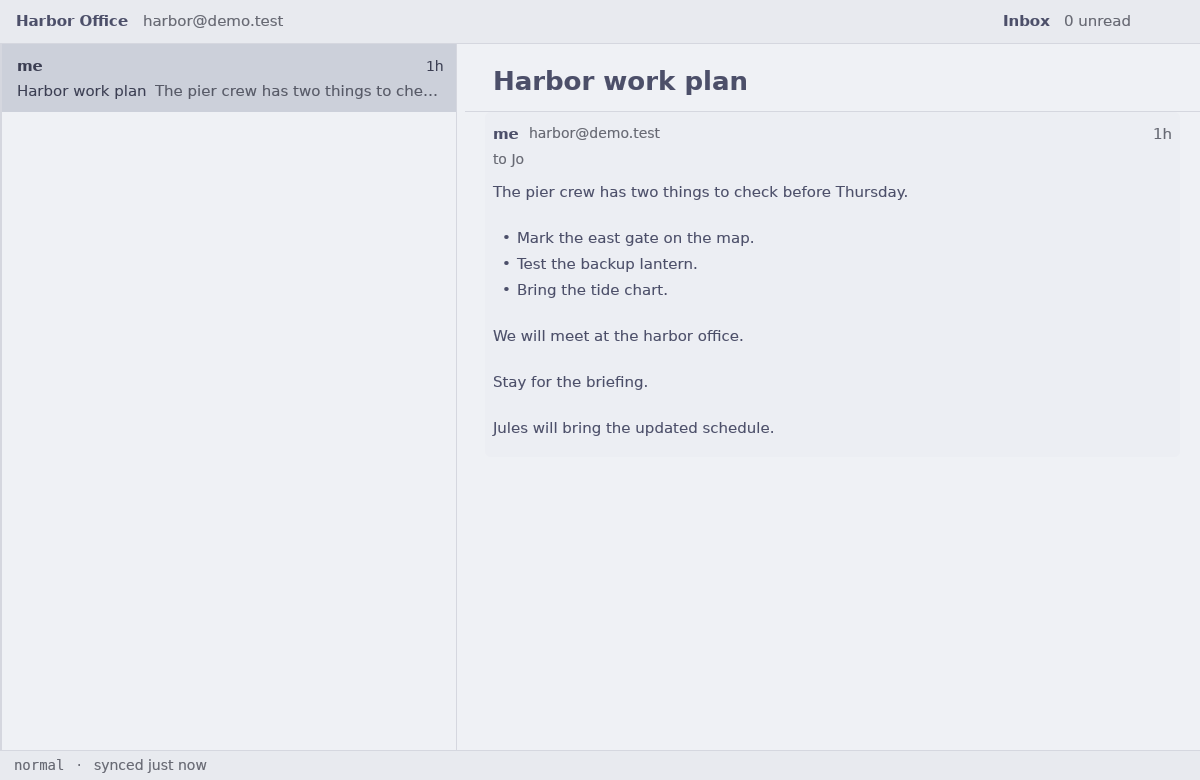 Harbor Office harbor@demo.test Inbox 0 unread
me 1h
Harbor work plan The pier crew has two things to che…
Harbor work plan
me harbor@demo.test 1h
to Jo
The pier crew has two things to check before Thursday.
• Mark the east gate on the map.
• Test the backup lantern.
• Bring the tide chart.
We will meet at the harbor office.
Stay for the briefing.
Jules will bring the updated schedule.
normal · synced just now